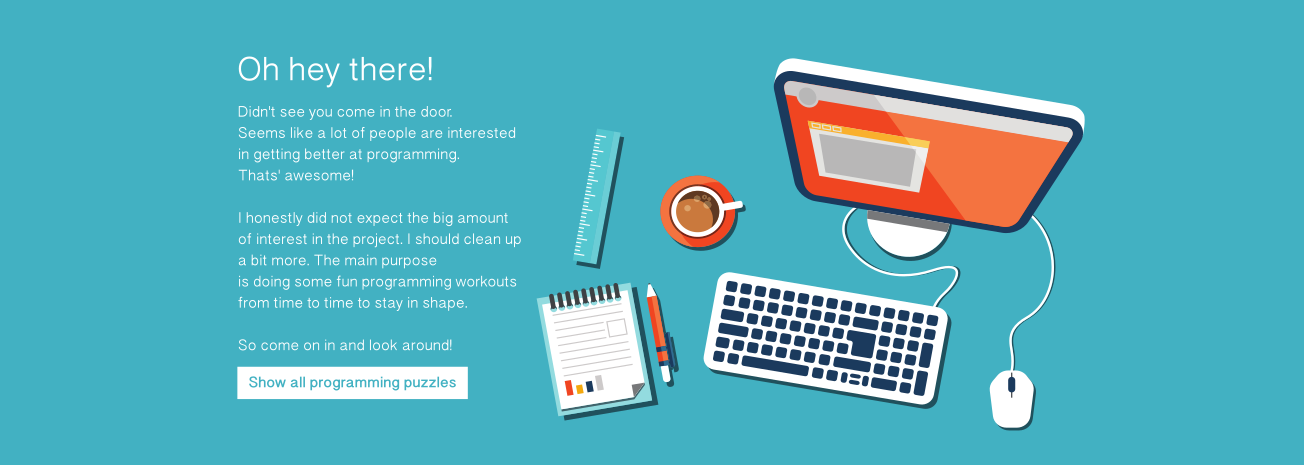 Oh hey there!
Didn't see you come in the door.
Seems like a lot of people are interested
in getting better at programming.
Thats' awesome!
I honestly did not expect the big amount
of interest in the project. I should clean up
a bit more. The main purpose
is doing some fun programming workouts
from time to time to stay in shape.
So come on in and look around!
Show all programming puzzles